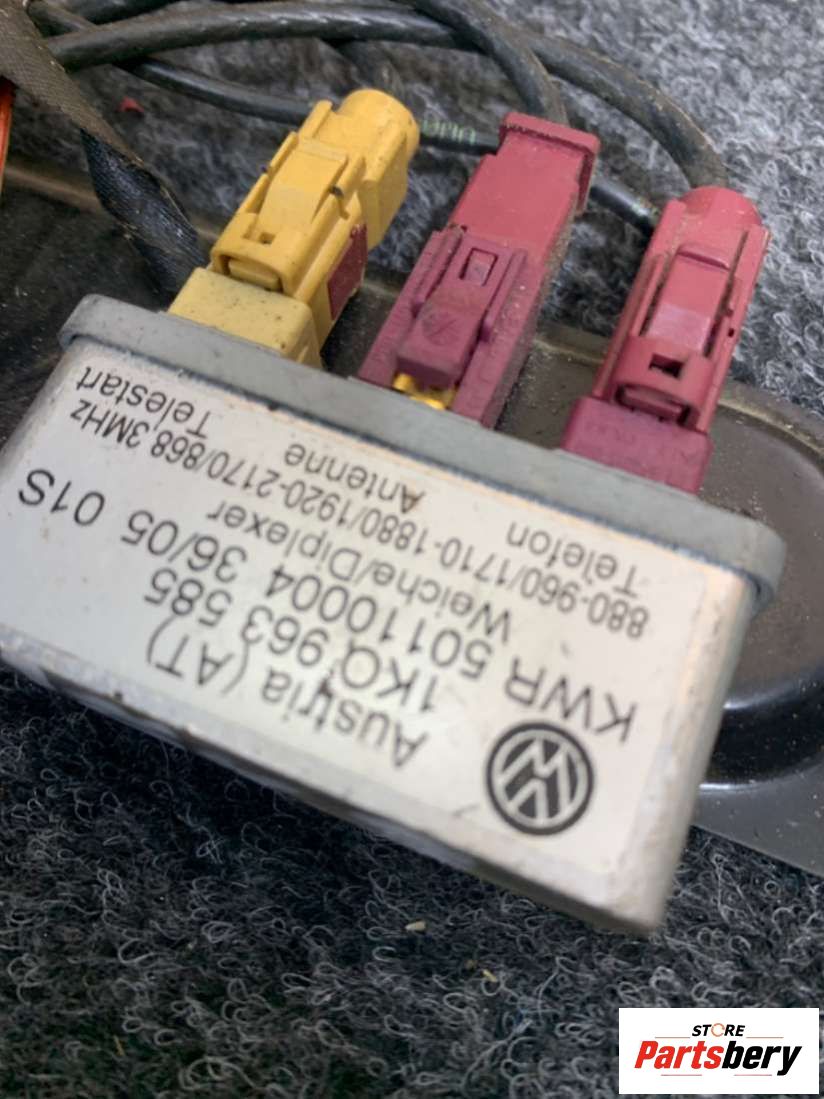 Austria (AT)
1KO 963 585
KWR 50110004 36/05 01S
Weiche/Diplexer
880-960/1710-1880/1920-2170/868.3MHz
Telefon Antenne Telestart
STORE
Partsbery